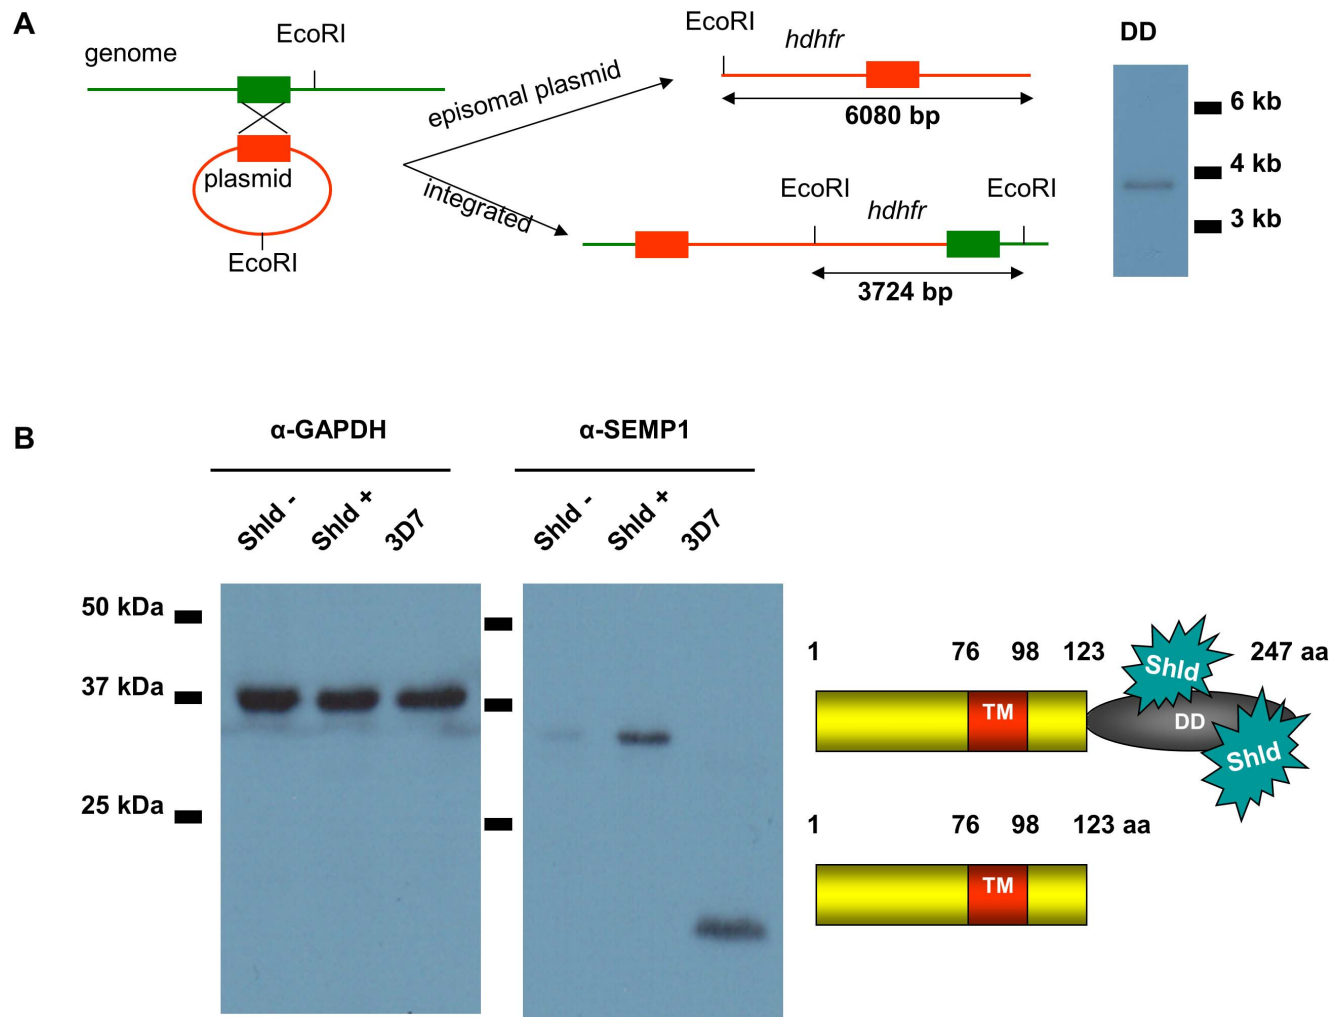 A
genome
EcoRI
plasmid
EcoRI
episomal plasmid
integrated
EcoRI
hdhfr
6080 bp
EcoRI
hdhfr
EcoRI
3724 bp
DD
6 kb
4 kb
3 kb
B
α-GAPDH
α-SEMP1
Shld -
Shld +
3D7
Shld -
Shld +
3D7
50 kDa
37 kDa
25 kDa
1
76
98
123
247 aa
Shld
TM
DD
Shld
1
76
98
123 aa
TM